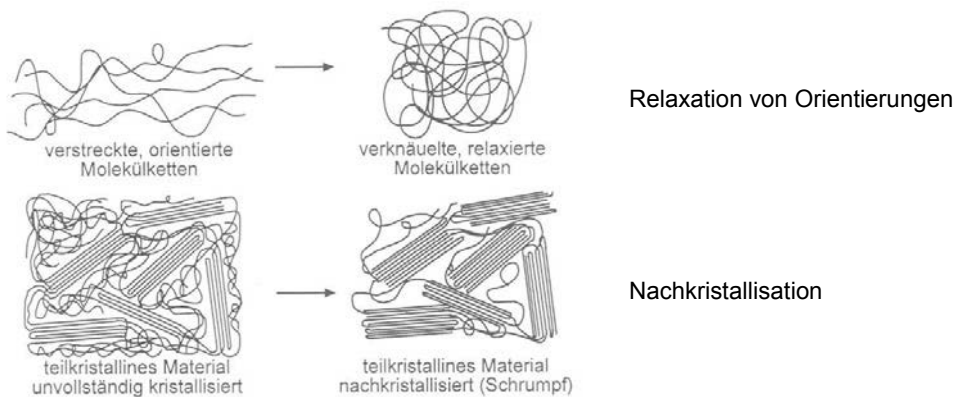 verstreckte, orientierte
Molekülketten
verknäuelte, relaxierte
Molekülketten
Relaxation von Orientierungen
teilkristallines Material
unvollständig kristallisiert
teilkristallines Material
nachkristallisiert (Schrumpf)
Nachkristallisation